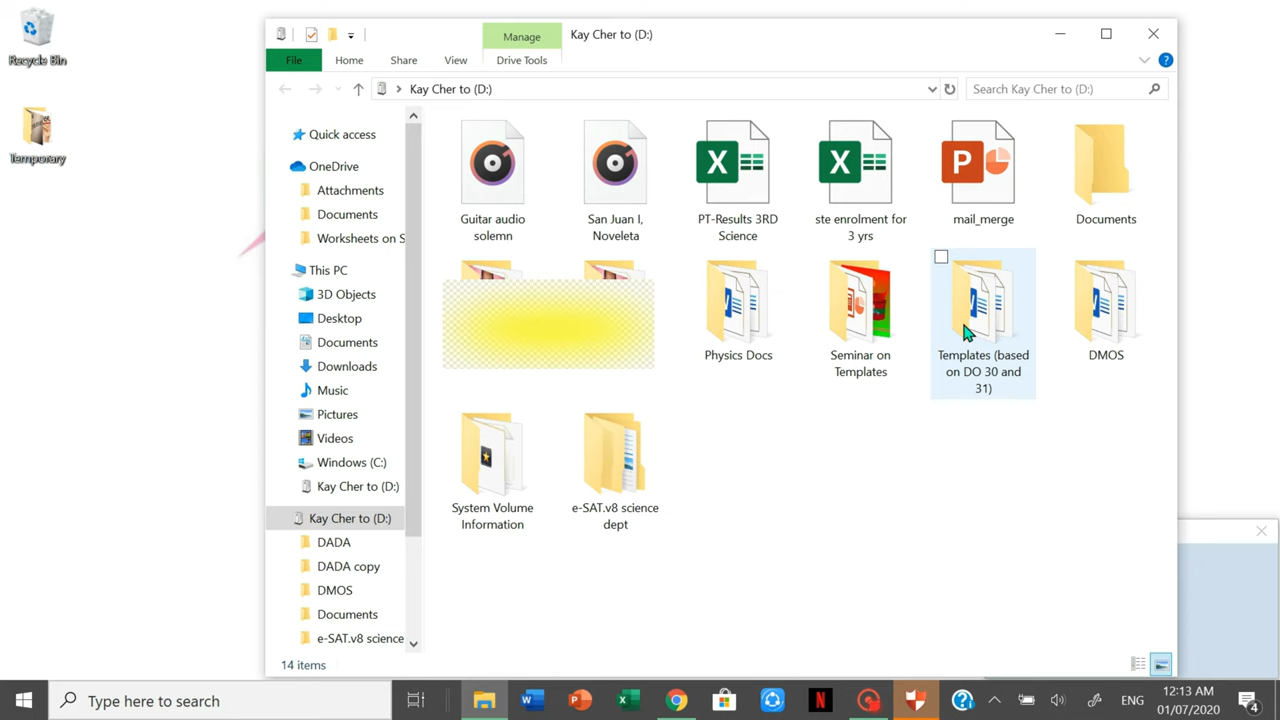 Recycle Bin
Temporary
Manage
Kay Cher to (D:)
File
Home
Share
View
Drive Tools
Kay Cher to (D:)
Search Kay Cher to (D:)
Quick access
OneDrive
Attachments
Documents
Worksheets on S
This PC
3D Objects
Desktop
Documents
Downloads
Music
Pictures
Videos
Windows (C:)
Kay Cher to (D:)
Kay Cher to (D:)
DADA
DADA copy
DMOS
Documents
e-SAT.v8 science
Guitar audio
solemn
San Juan I,
Noveleta
PT-Results 3RD
Science
ste enrolment for
3 yrs
mail_merge
Documents
Physics Docs
Seminar on
Templates
Templates (based
on DO 30 and
31)
DMOS
System Volume
Information
e-SAT.v8 science
dept
14 items
Type here to search
ENG
12:13 AM
01/07/2020
4